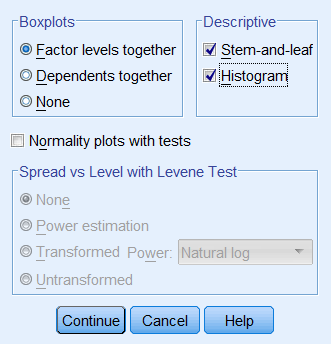 Boxplots
Factor levels together
Dependents together
None
Descriptive
Stem-and-leaf
Histogram
Normality plots with tests
Spread vs Level with Levene Test
None
Power estimation
Transformed Power: Natural log
Untransformed
Continue Cancel Help